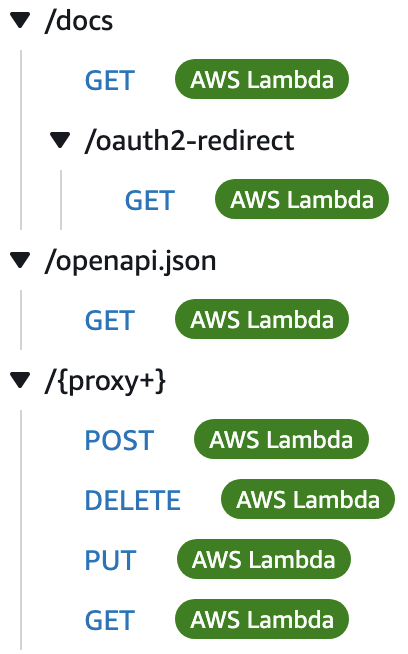 /docs
GET AWS Lambda
/oauth2-redirect
GET AWS Lambda
/openapi.json
GET AWS Lambda
/{proxy+}
POST AWS Lambda
DELETE AWS Lambda
PUT AWS Lambda
GET AWS Lambda